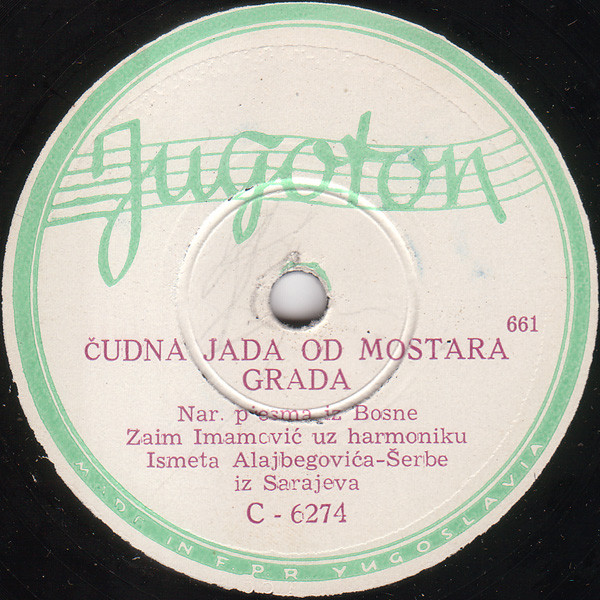 Jugoton
661
ČUDNA JADA OD MOSTARA
GRADA
Nar. pjesma iz Bosne
Zaim Imamović uz harmoniku
Ismeta Alajbegovića-Šerbe
iz Sarajeva
C - 6274
MADE IN F.P.R. YUGOSLAVIA